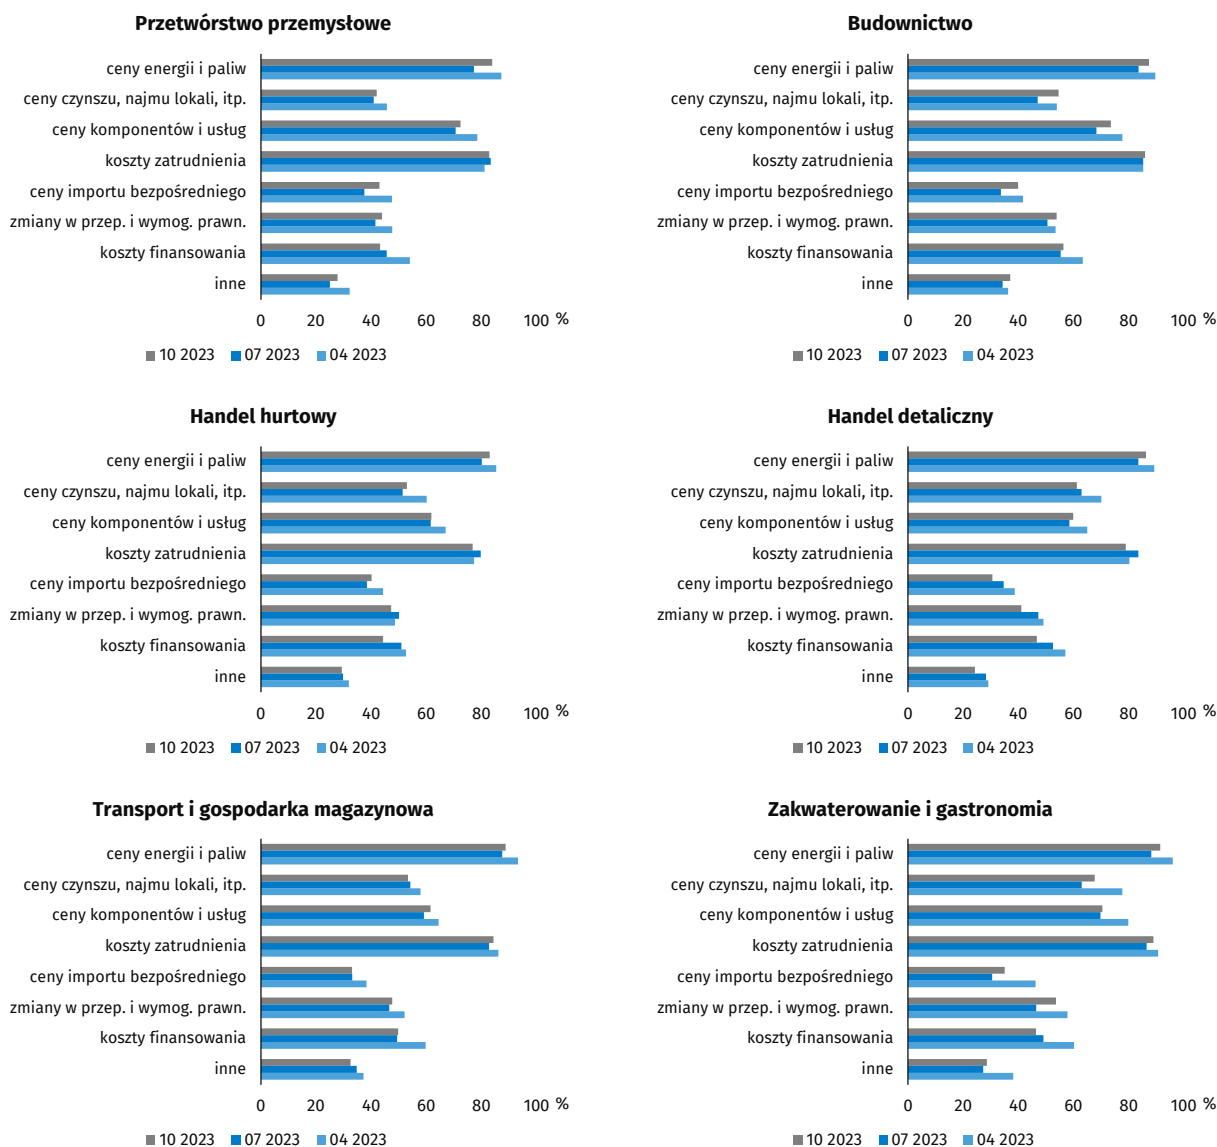 Przetwórstwo przemysłowe
ceny energii i paliw
ceny czynszu, najmu lokali, itp.
ceny komponentów i usług
koszty zatrudnienia
ceny importu bezpośredniego
zmiany w przep. i wymog. prawn.
koszty finansowania
inne
0 20 40 60 80 100 %
10 2023 07 2023 04 2023
Budownictwo
ceny energii i paliw
ceny czynszu, najmu lokali, itp.
ceny komponentów i usług
koszty zatrudnienia
ceny importu bezpośredniego
zmiany w przep. i wymog. prawn.
koszty finansowania
inne
0 20 40 60 80 100 %
10 2023 07 2023 04 2023
Handel hurtowy
ceny energii i paliw
ceny czynszu, najmu lokali, itp.
ceny komponentów i usług
koszty zatrudnienia
ceny importu bezpośredniego
zmiany w przep. i wymog. prawn.
koszty finansowania
inne
0 20 40 60 80 100 %
10 2023 07 2023 04 2023
Handel detaliczny
ceny energii i paliw
ceny czynszu, najmu lokali, itp.
ceny komponentów i usług
koszty zatrudnienia
ceny importu bezpośredniego
zmiany w przep. i wymog. prawn.
koszty finansowania
inne
0 20 40 60 80 100 %
10 2023 07 2023 04 2023
Transport i gospodarka magazynowa
ceny energii i paliw
ceny czynszu, najmu lokali, itp.
ceny komponentów i usług
koszty zatrudnienia
ceny importu bezpośredniego
zmiany w przep. i wymog. prawn.
koszty finansowania
inne
0 20 40 60 80 100 %
10 2023 07 2023 04 2023
Zakwaterowanie i gastronomia
ceny energii i paliw
ceny czynszu, najmu lokali, itp.
ceny komponentów i usług
koszty zatrudnienia
ceny importu bezpośredniego
zmiany w przep. i wymog. prawn.
koszty finansowania
inne
0 20 40 60 80 100 %
10 2023 07 2023 04 2023